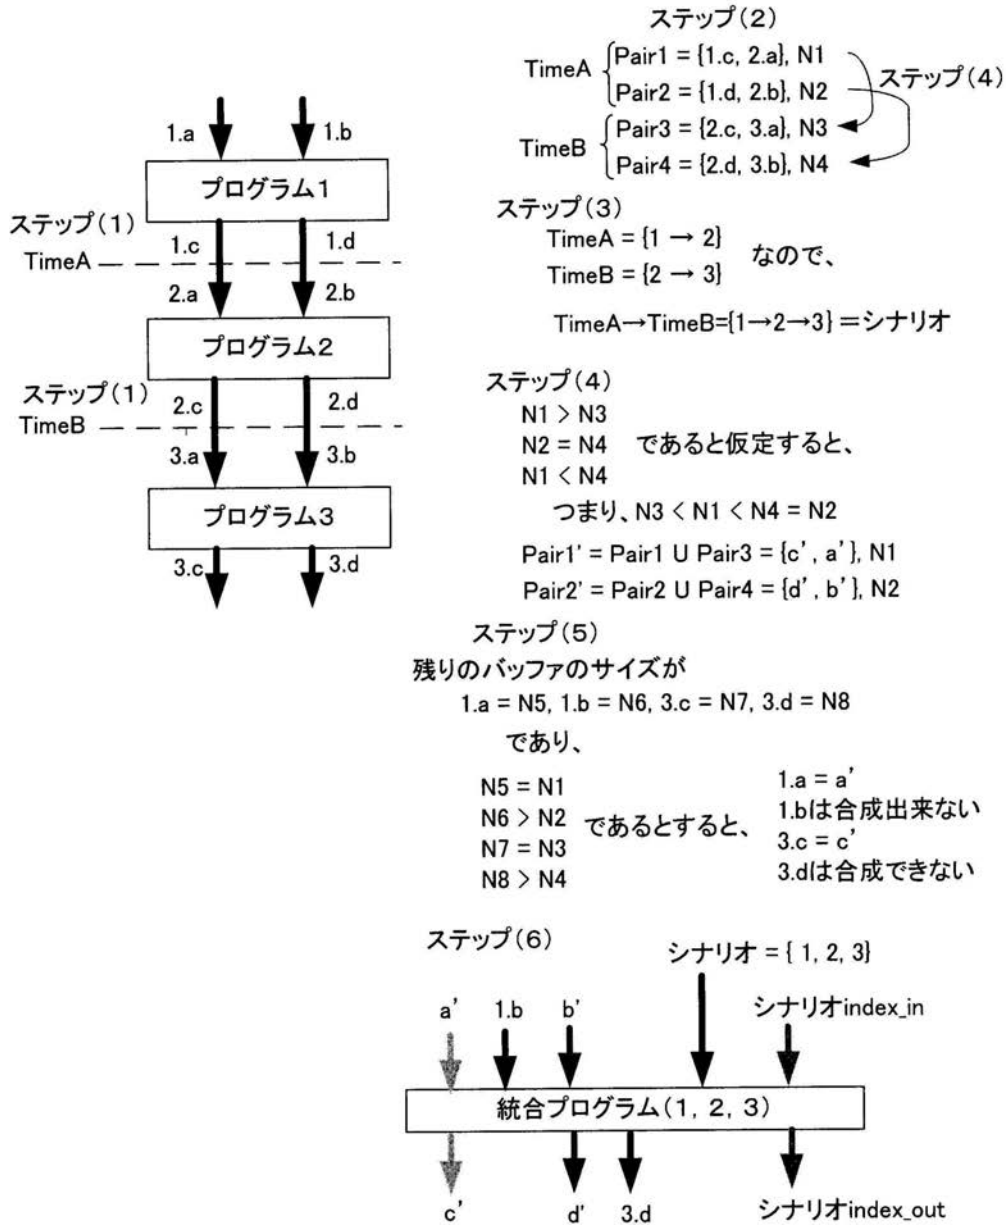 ステップ(2)
TimeA
Pair1 = {1.c, 2.a}, N1
Pair2 = {1.d, 2.b}, N2
ステップ(4)
TimeB
Pair3 = {2.c, 3.a}, N3
Pair4 = {2.d, 3.b}, N4
1.a
1.b
プログラム1
ステップ(1)
1.c
1.d
TimeA
2.a
2.b
プログラム2
ステップ(1)
2.c
2.d
TimeB
3.a
3.b
プログラム3
3.c
3.d
ステップ(3)
TimeA = {1 → 2}
TimeB = {2 → 3}
なので、
TimeA→TimeB={1→2→3}=シナリオ
ステップ(4)
N1 > N3
N2 = N4
N1 < N4
であると仮定すると、
つまり、N3 < N1 < N4 = N2
Pair1' = Pair1 U Pair3 = {c', a'}, N1
Pair2' = Pair2 U Pair4 = {d', b'}, N2
ステップ(5)
残りのバッファのサイズが
1.a = N5, 1.b = N6, 3.c = N7, 3.d = N8
であり、
N5 = N1
N6 > N2
N7 = N3
N8 > N4
であるとすると、
1.a = a'
1.bは合成出来ない
3.c = c'
3.dは合成できない
ステップ(6)
シナリオ = { 1, 2, 3}
a'
1.b
b'
シナリオindex_in
統合プログラム(1, 2, 3)
c'
d'
3.d
シナリオindex_out